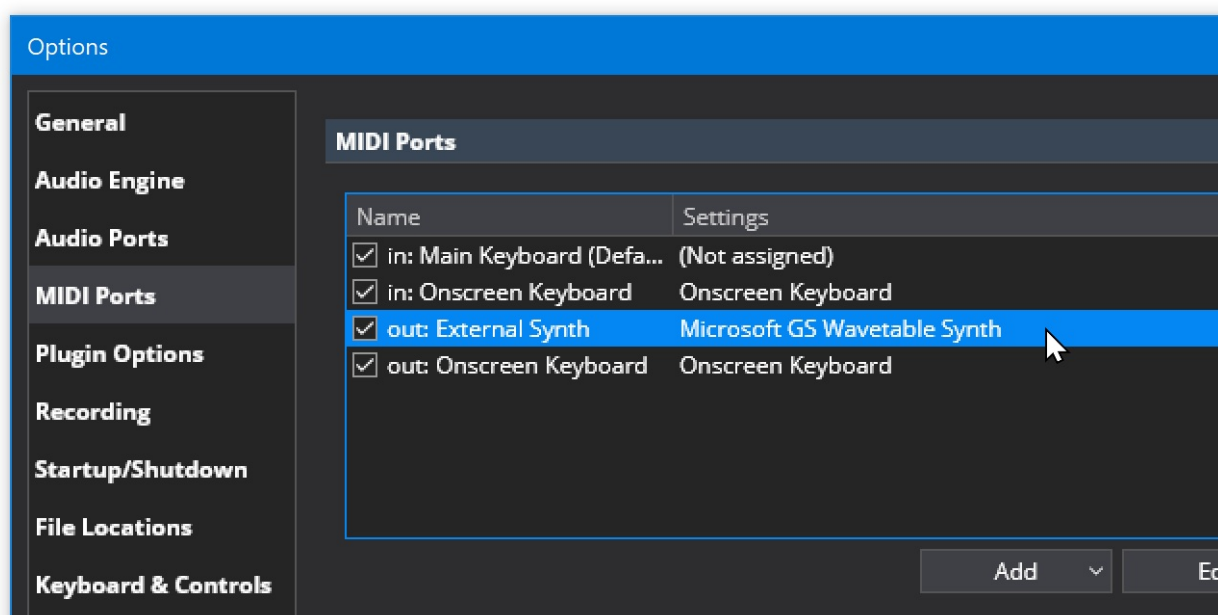 Options
General
Audio Engine
Audio Ports
MIDI Ports
Plugin Options
Recording
Startup/Shutdown
File Locations
Keyboard & Controls
MIDI Ports
Name Settings
in: Main Keyboard (Defa... (Not assigned)
in: Onscreen Keyboard Onscreen Keyboard
out: External Synth Microsoft GS Wavetable Synth
out: Onscreen Keyboard Onscreen Keyboard
Add